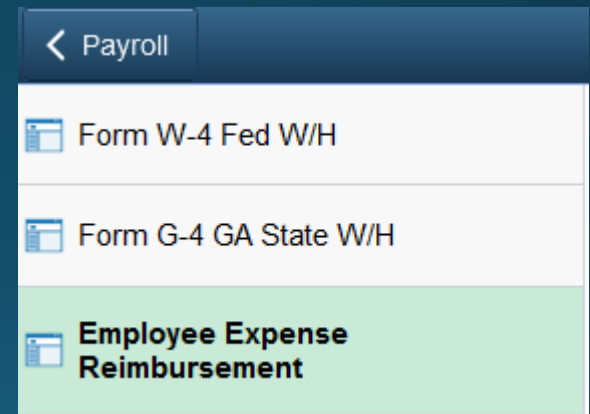 Payroll
Form W-4 Fed W/H
Form G-4 GA State W/H
Employee Expense
Reimbursement